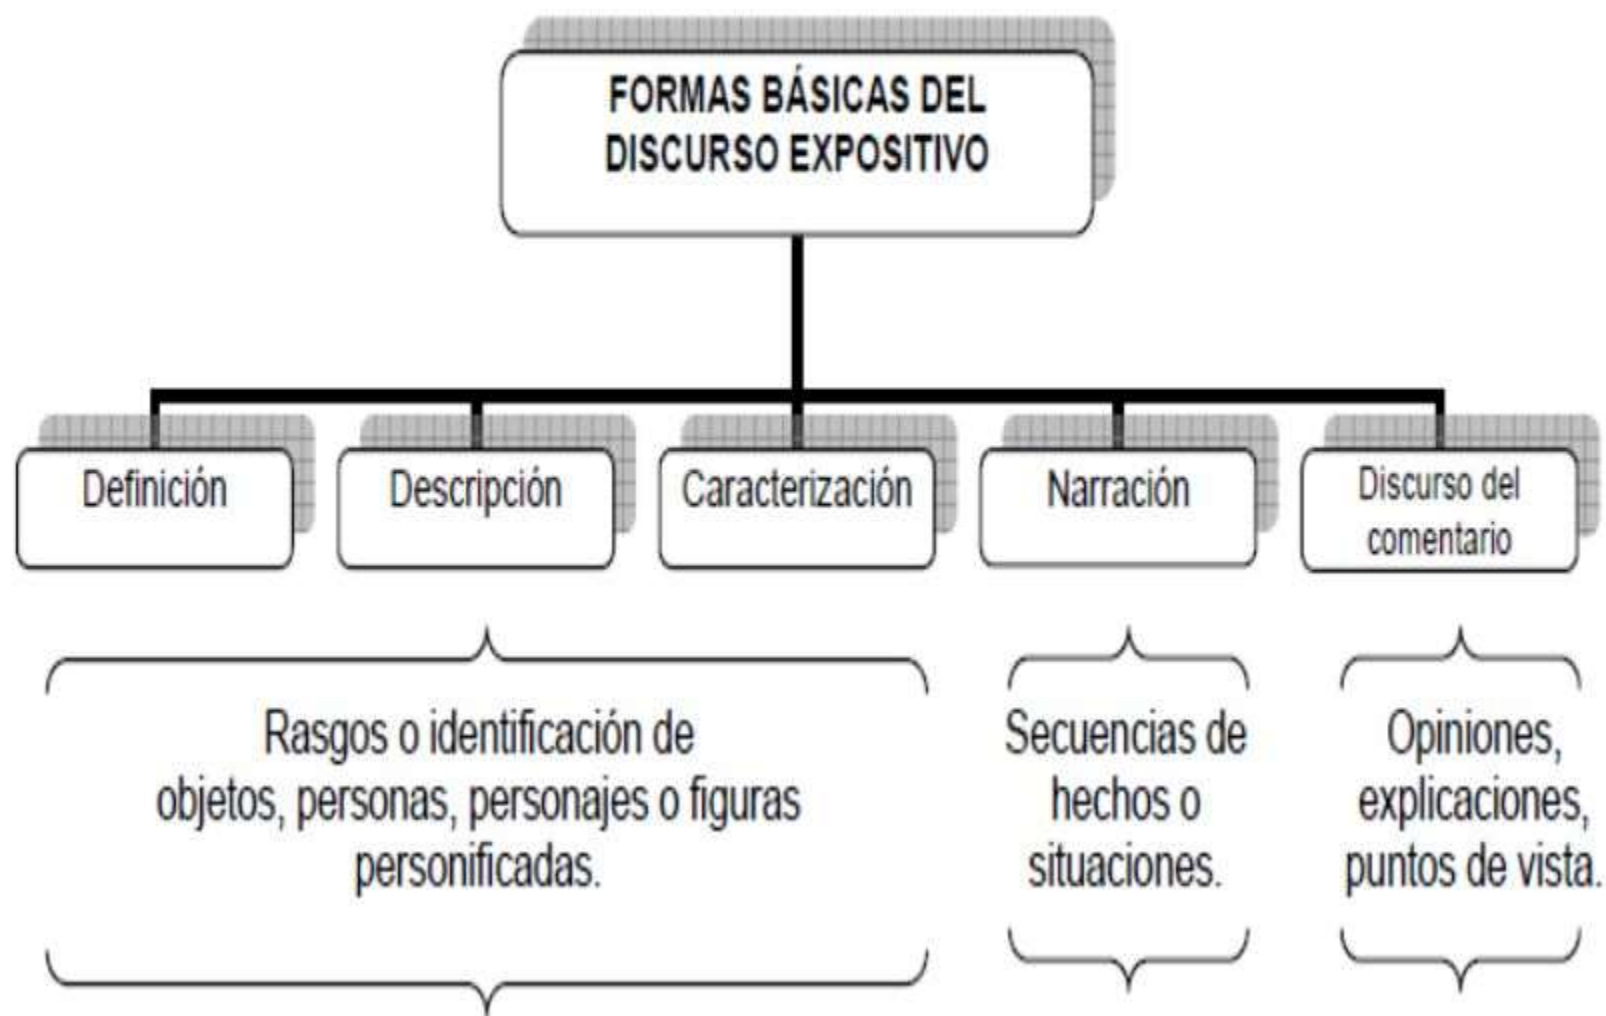 FORMAS BÁSICAS DEL
DISCURSO EXPOSITIVO
Definición
Descripción
Caracterización
Narración
Discurso del
comentario
Rasgos o identificación de
objetos, personas, personajes o figuras
personificadas.
Secuencias de
hechos o
situaciones.
Opiniones,
explicaciones,
puntos de vista.